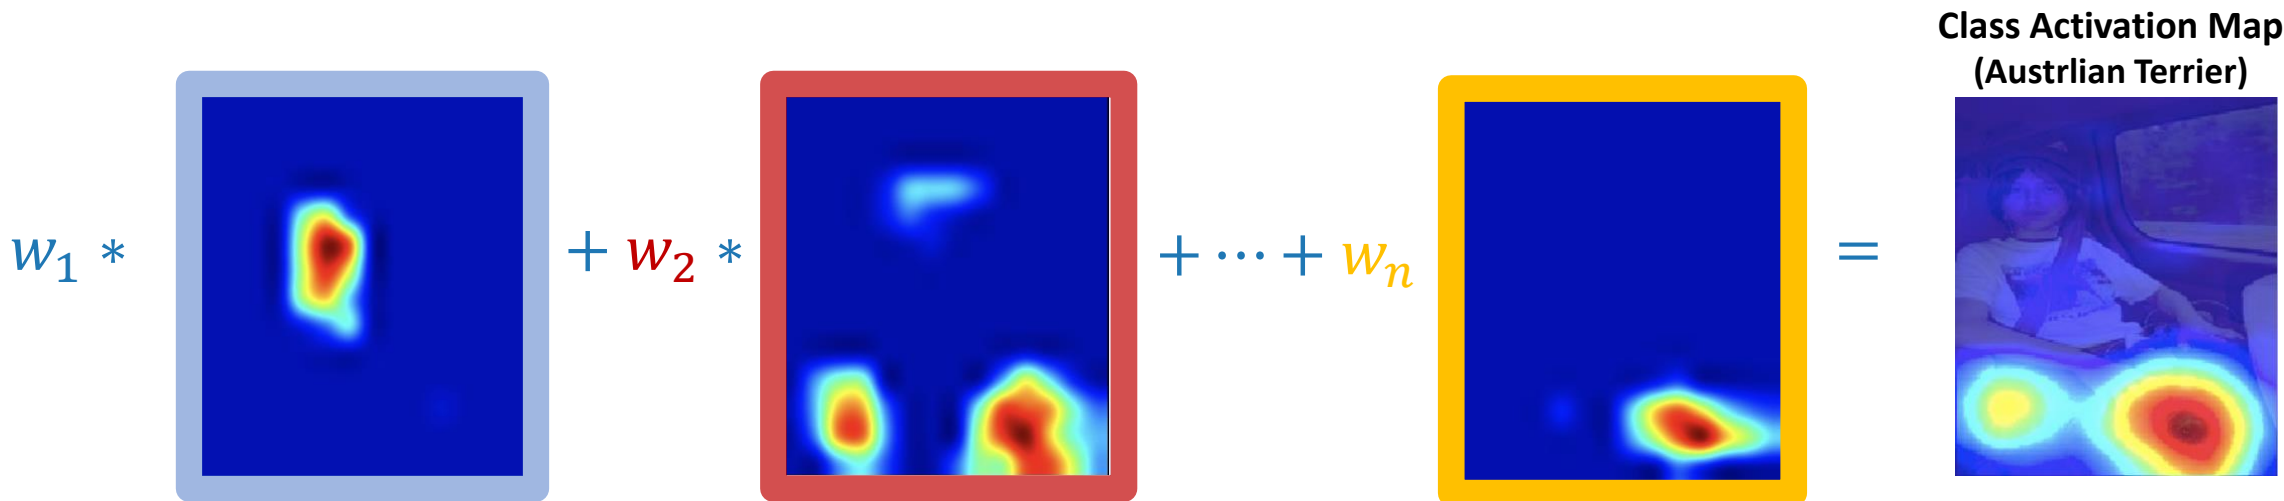 Class Activation Map
(Austrlian Terrier)
w₁ * + w₂ * + ⋯ + wₙ =